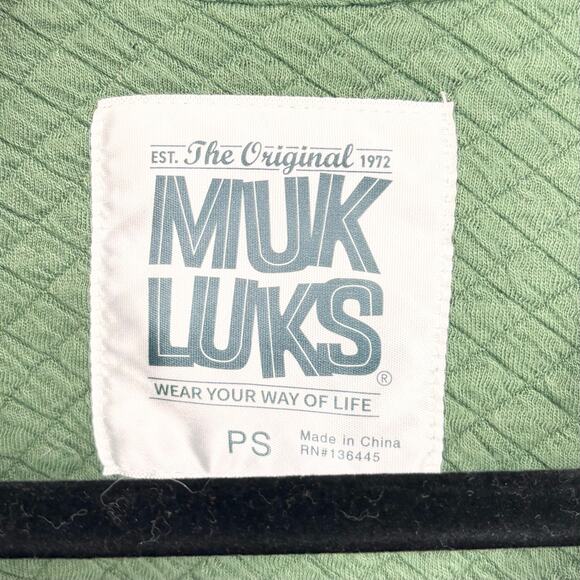 EST. The Original 1972
MUK
LUKS®
WEAR YOUR WAY OF LIFE
PS
Made in China
RN#136445